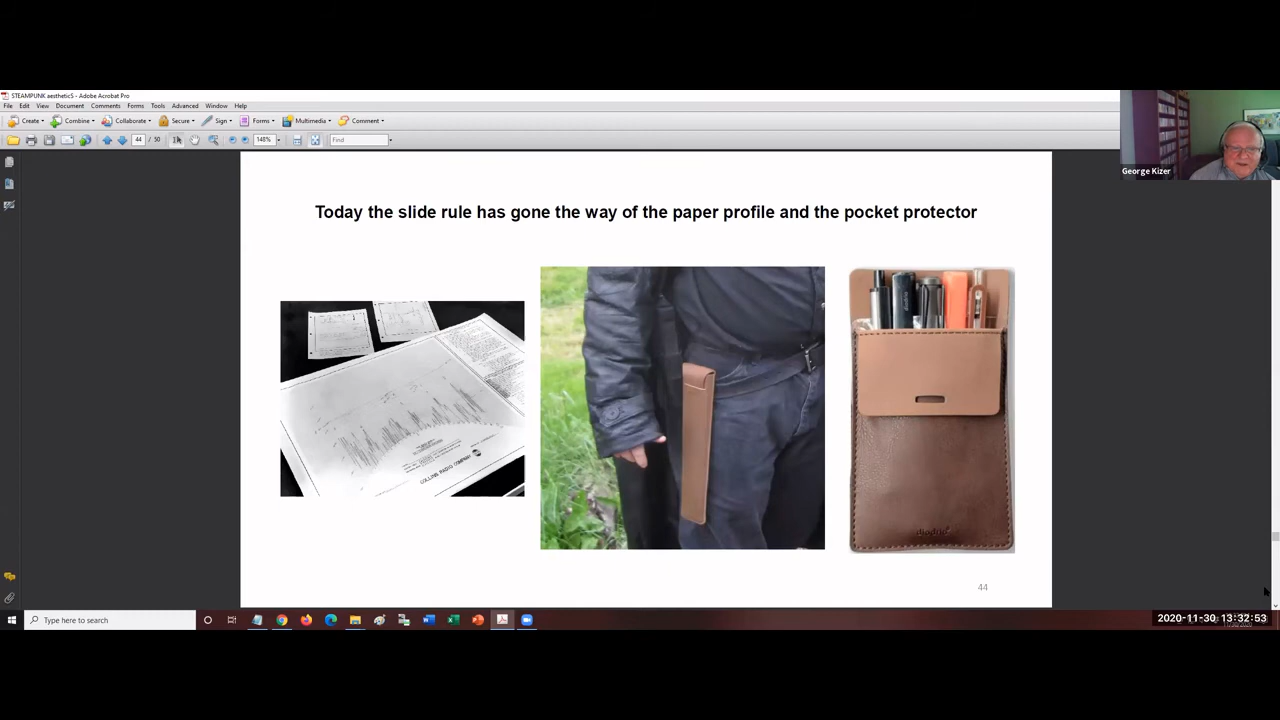 STEAMPUNK aesthetic5 - Adobe Acrobat Pro
File Edit View Document Comments Forms Tools Advanced Window Help
Create Combine Collaborate Secure Sign Forms Multimedia Comment
44 / 50 148% Find
George Kizer
Today the slide rule has gone the way of the paper profile and the pocket protector
COLLINS RADIO COMPANY
44
Type here to search
2020-11-30 13:32:53